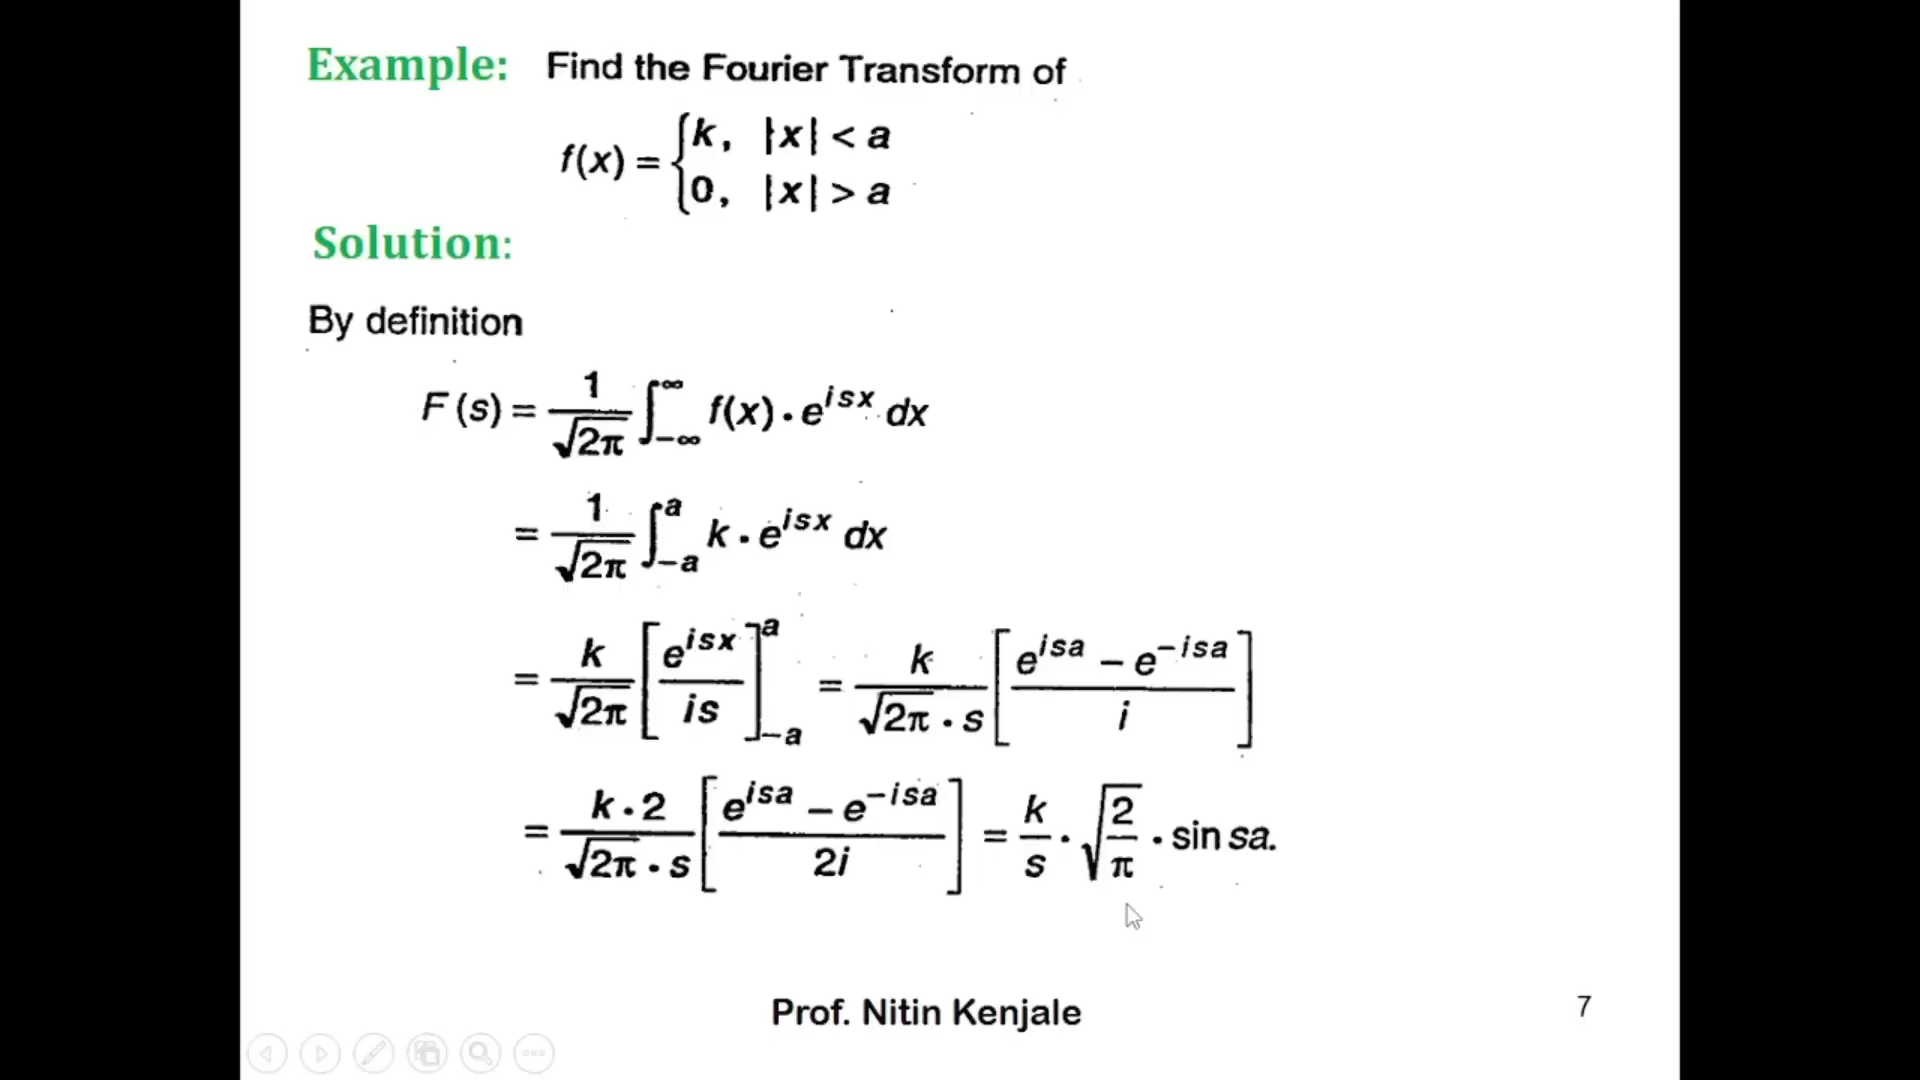 Example: Find the Fourier Transform of
f(x) = {k, |x| < a
0, |x| > a
Solution:
By definition
F (s) = 1/√2π ∫_{-∞}^{∞} f(x) · e^{isx} dx
= 1/√2π ∫_{-a}^{a} k · e^{isx} dx
= k/√2π [e^{isx}/is]_{-a}^{a} = k/(√2π · s) [(e^{isa} − e^{−isa})/i]
= (k · 2)/(√2π · s) [(e^{isa} − e^{−isa})/2i] = k/s · √(2/π) · sin sa.
Prof. Nitin Kenjale
7